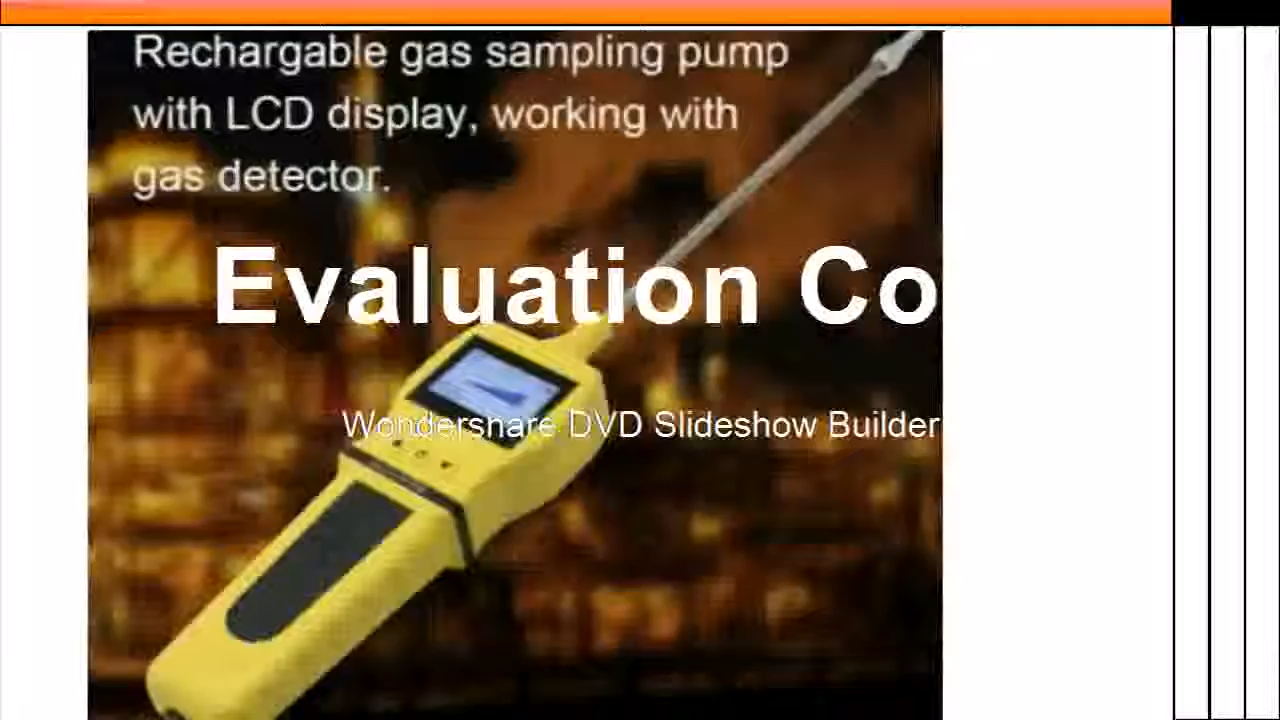 Rechargable gas sampling pump
with LCD display, working with
gas detector.
Evaluation Co
Wondershare DVD Slideshow Builder